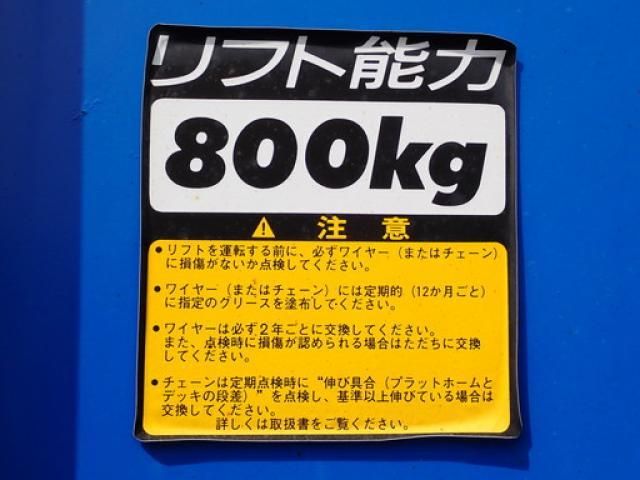 リフト能力
800kg
⚠ 注意
●リフトを運転する前に、必ずワイヤー(またはチェーン)
に損傷がないか点検してください。
●ワイヤー(またはチェーン)には定期的(12か月ごと)
に指定のグリースを塗布してください。
●ワイヤーは必ず2年ごとに交換してください。
また、点検時に損傷が認められる場合はただちに交換
してください。
●チェーンは定期点検時に“伸び具合(プラットホームと
デッキの段差)”を点検し、基準以上伸びている場合は
交換してください。
詳しくは取扱書をご覧ください。